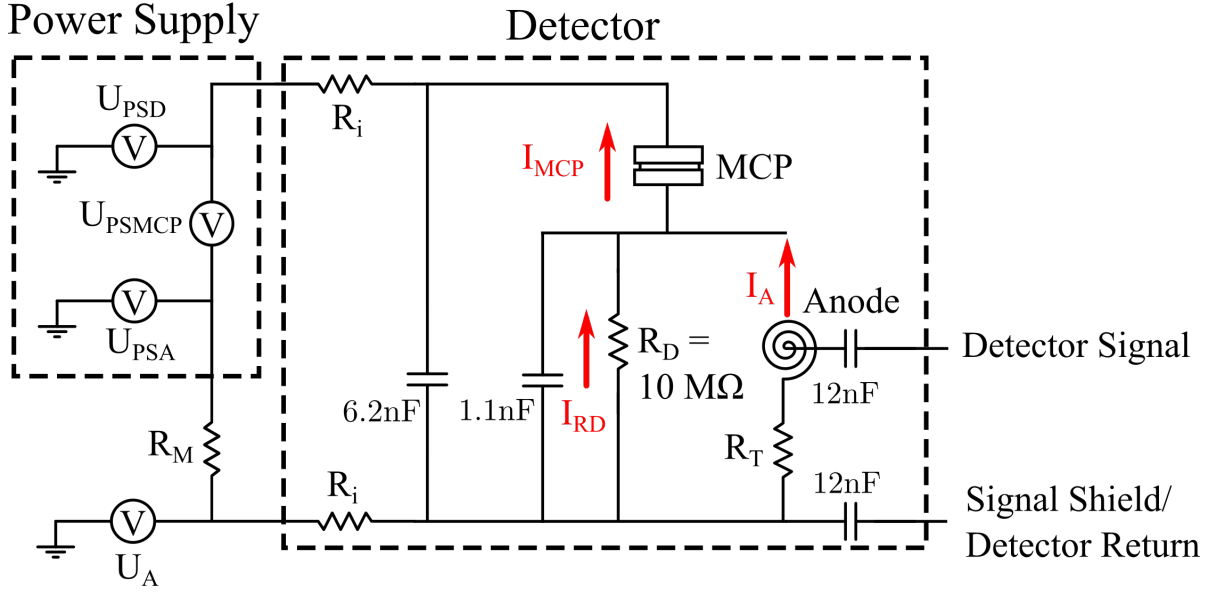 Power Supply
Detector
U_PSD
V
R_i
I_MCP
MCP
U_PSMCP
V
V
U_PSA
I_A
Anode
R_D =
10 MΩ
Detector Signal
6.2nF
1.1nF
I_RD
12nF
R_M
R_T
R_i
12nF
Signal Shield/
Detector Return
V
U_A